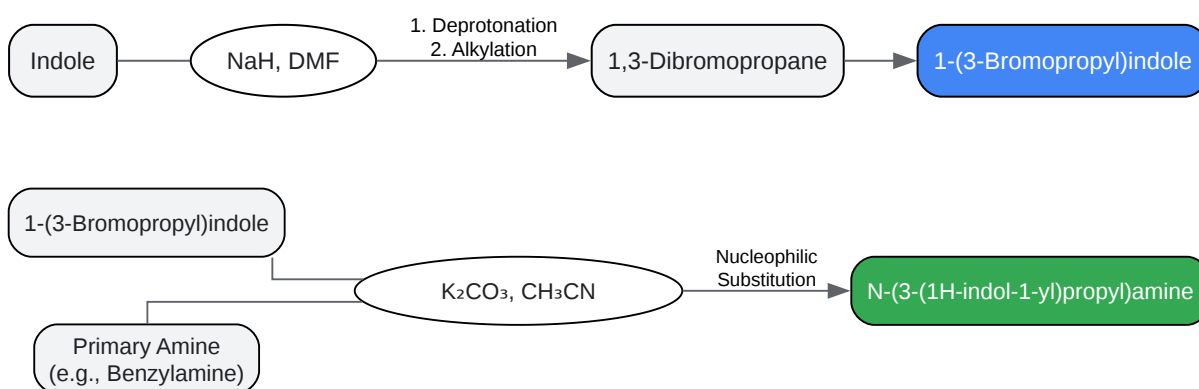 Indole
NaH, DMF
1. Deprotonation
2. Alkylation
1,3-Dibromopropane
1-(3-Bromopropyl)indole
1-(3-Bromopropyl)indole
Primary Amine
(e.g., Benzylamine)
K₂CO₃, CH₃CN
Nucleophilic
Substitution
N-(3-(1H-indol-1-yl)propyl)amine